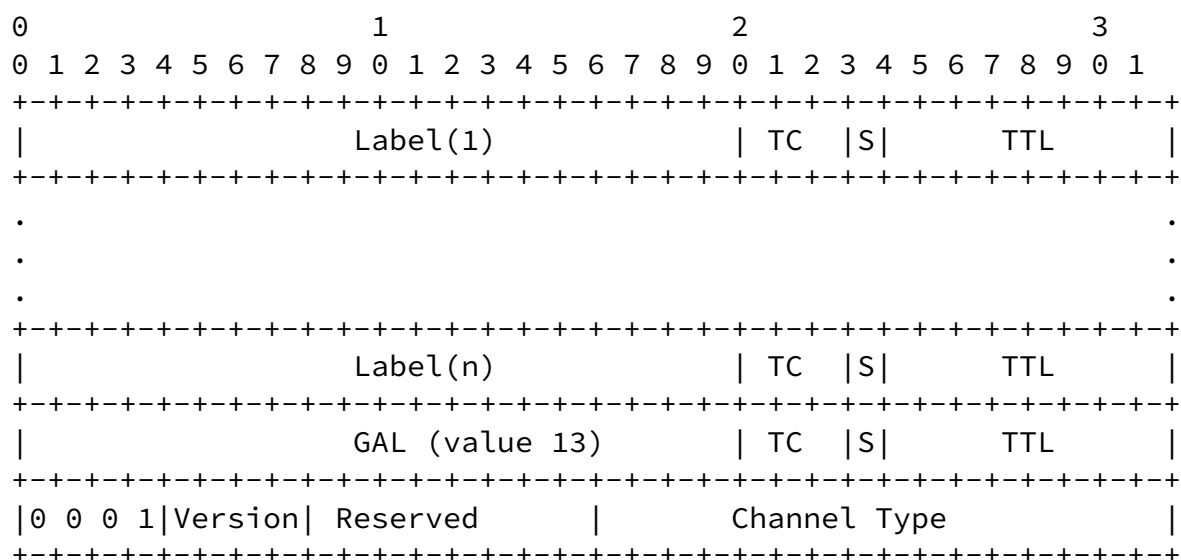 0                   1                   2                   3
0 1 2 3 4 5 6 7 8 9 0 1 2 3 4 5 6 7 8 9 0 1 2 3 4 5 6 7 8 9 0 1
+-+-+-+-+-+-+-+-+-+-+-+-+-+-+-+-+-+-+-+-+-+-+-+-+-+-+-+-+-+-+-+-+
|                  Label(1)             | TC  |S|      TTL      |
+-+-+-+-+-+-+-+-+-+-+-+-+-+-+-+-+-+-+-+-+-+-+-+-+-+-+-+-+-+-+-+-+
.                                                               .
.                                                               .
.                                                               .
+-+-+-+-+-+-+-+-+-+-+-+-+-+-+-+-+-+-+-+-+-+-+-+-+-+-+-+-+-+-+-+-+
|                  Label(n)             | TC  |S|      TTL      |
+-+-+-+-+-+-+-+-+-+-+-+-+-+-+-+-+-+-+-+-+-+-+-+-+-+-+-+-+-+-+-+-+
|                  GAL (value 13)       | TC  |S|      TTL      |
+-+-+-+-+-+-+-+-+-+-+-+-+-+-+-+-+-+-+-+-+-+-+-+-+-+-+-+-+-+-+-+-+
|0 0 0 1|Version| Reserved      |       Channel Type            |
+-+-+-+-+-+-+-+-+-+-+-+-+-+-+-+-+-+-+-+-+-+-+-+-+-+-+-+-+-+-+-+-+